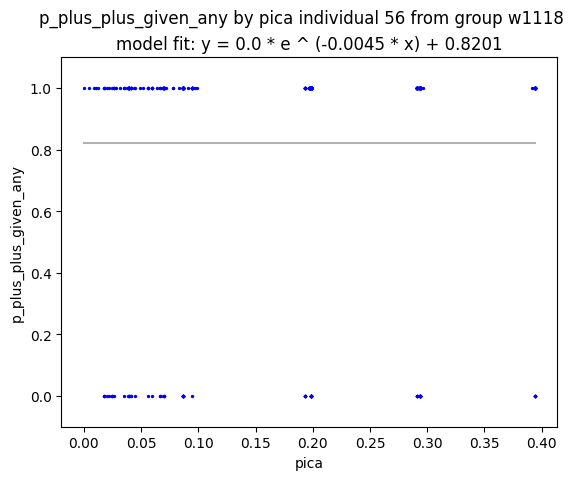 p_plus_plus_given_any by pica individual 56 from group w1118
model fit: y = 0.0 * e ^ (-0.0045 * x) + 0.8201
p_plus_plus_given_any
1.0
0.8
0.6
0.4
0.2
0.0
0.00 0.05 0.10 0.15 0.20 0.25 0.30 0.35 0.40
pica